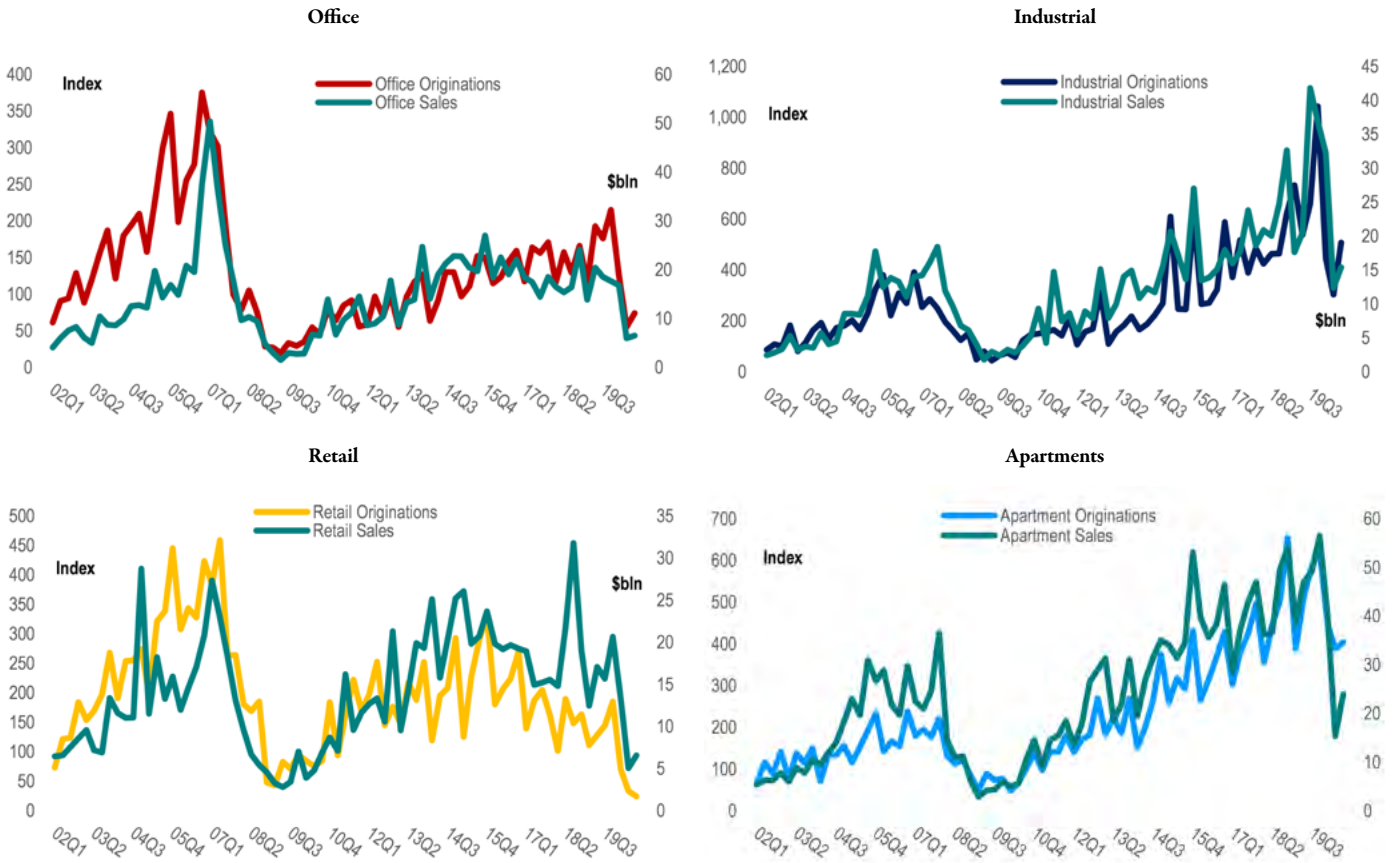 Office
Index
Office Originations
Office Sales
$bln
400
350
300
250
200
150
100
50
0
60
50
40
30
20
10
0
02Q1 03Q2 04Q3 05Q4 07Q1 08Q2 09Q3 10Q4 12Q1 13Q2 14Q3 15Q4 17Q1 18Q2 19Q3
Industrial
Index
Industrial Originations
Industrial Sales
$bln
1,200
1,000
800
600
400
200
0
45
40
35
30
25
20
15
10
5
0
02Q1 03Q2 04Q3 05Q4 07Q1 08Q2 09Q3 10Q4 12Q1 13Q2 14Q3 15Q4 17Q1 18Q2 19Q3
Retail
Index
Retail Originations
Retail Sales
$bln
500
450
400
350
300
250
200
150
100
50
0
35
30
25
20
15
10
5
0
02Q1 03Q2 04Q3 05Q4 07Q1 08Q2 09Q3 10Q4 12Q1 13Q2 14Q3 15Q4 17Q1 18Q2 19Q3
Apartments
Index
Apartment Originations
Apartment Sales
700
600
500
400
300
200
100
0
60
50
40
30
20
10
0
02Q1 03Q2 04Q3 05Q4 07Q1 08Q2 09Q3 10Q4 12Q1 13Q2 14Q3 15Q4 17Q1 18Q2 19Q3